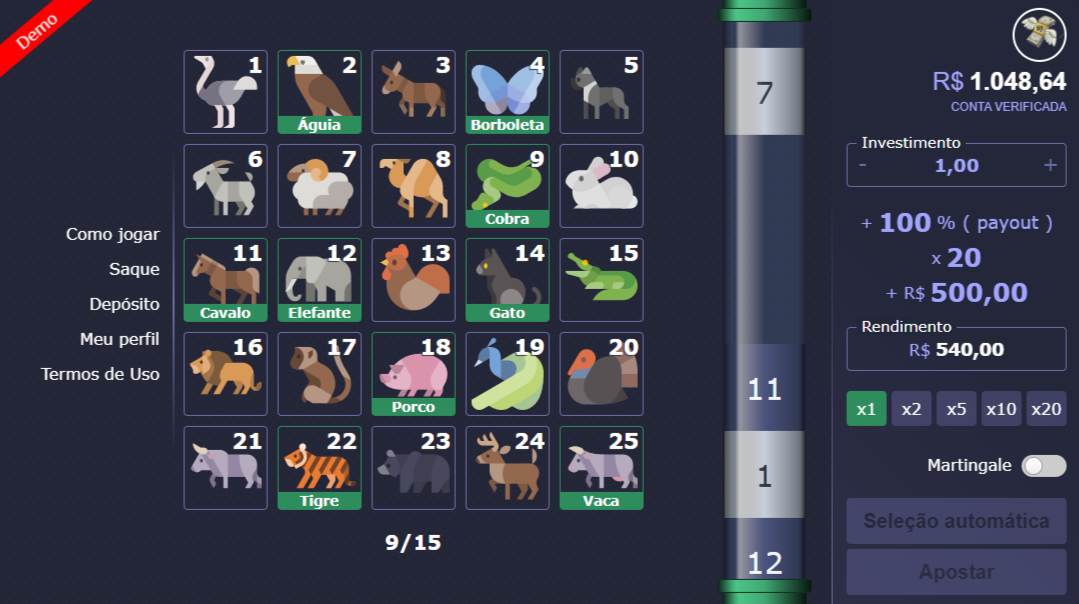 Demo
1 2 3 4 5
Águia Borboleta
6 7 8 9 10
Cobra
11 12 13 14 15
Cavalo Elefante Gato
16 17 18 19 20
Porco
21 22 23 24 25
Tigre Vaca
9/15
Como jogar
Saque
Depósito
Meu perfil
Termos de Uso
7
11
1
12
R$ 1.048,64
CONTA VERIFICADA
Investimento
- 1,00 +
+ 100 % ( payout )
x 20
+ R$ 500,00
Rendimento
R$ 540,00
x1 x2 x5 x10 x20
Martingale
Seleção automática
Apostar